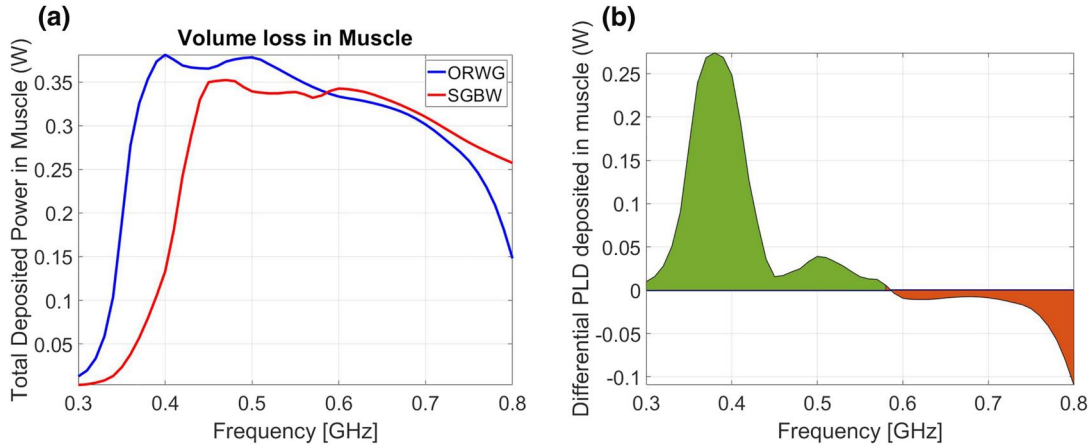 (a)
Volume loss in Muscle
Total Deposited Power in Muscle (W)
0.35
0.3
0.25
0.2
0.15
0.1
0.05
ORWG
SGBW
0.3 0.4 0.5 0.6 0.7 0.8
Frequency [GHz]
(b)
Differential PLD deposited in muscle (W)
0.25
0.2
0.15
0.1
0.05
0
-0.05
-0.1
0.3 0.4 0.5 0.6 0.7 0.8
Frequency [GHz]